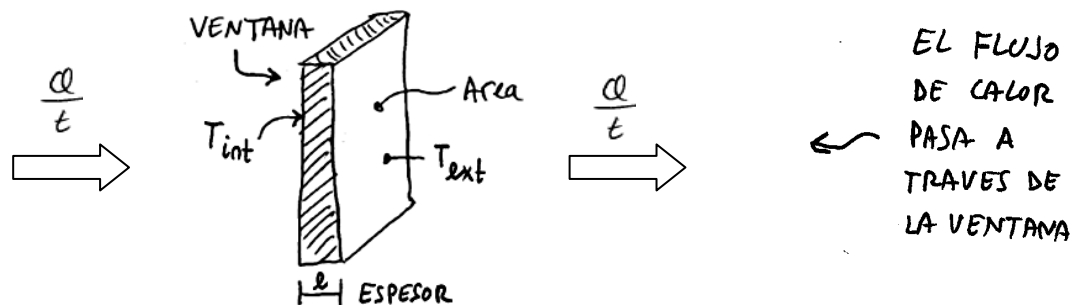 VENTANA
Q
t
T int
Area
T ext
e
ESPESOR
Q
t
EL FLUJO
DE CALOR
PASA A
TRAVES DE
LA VENTANA